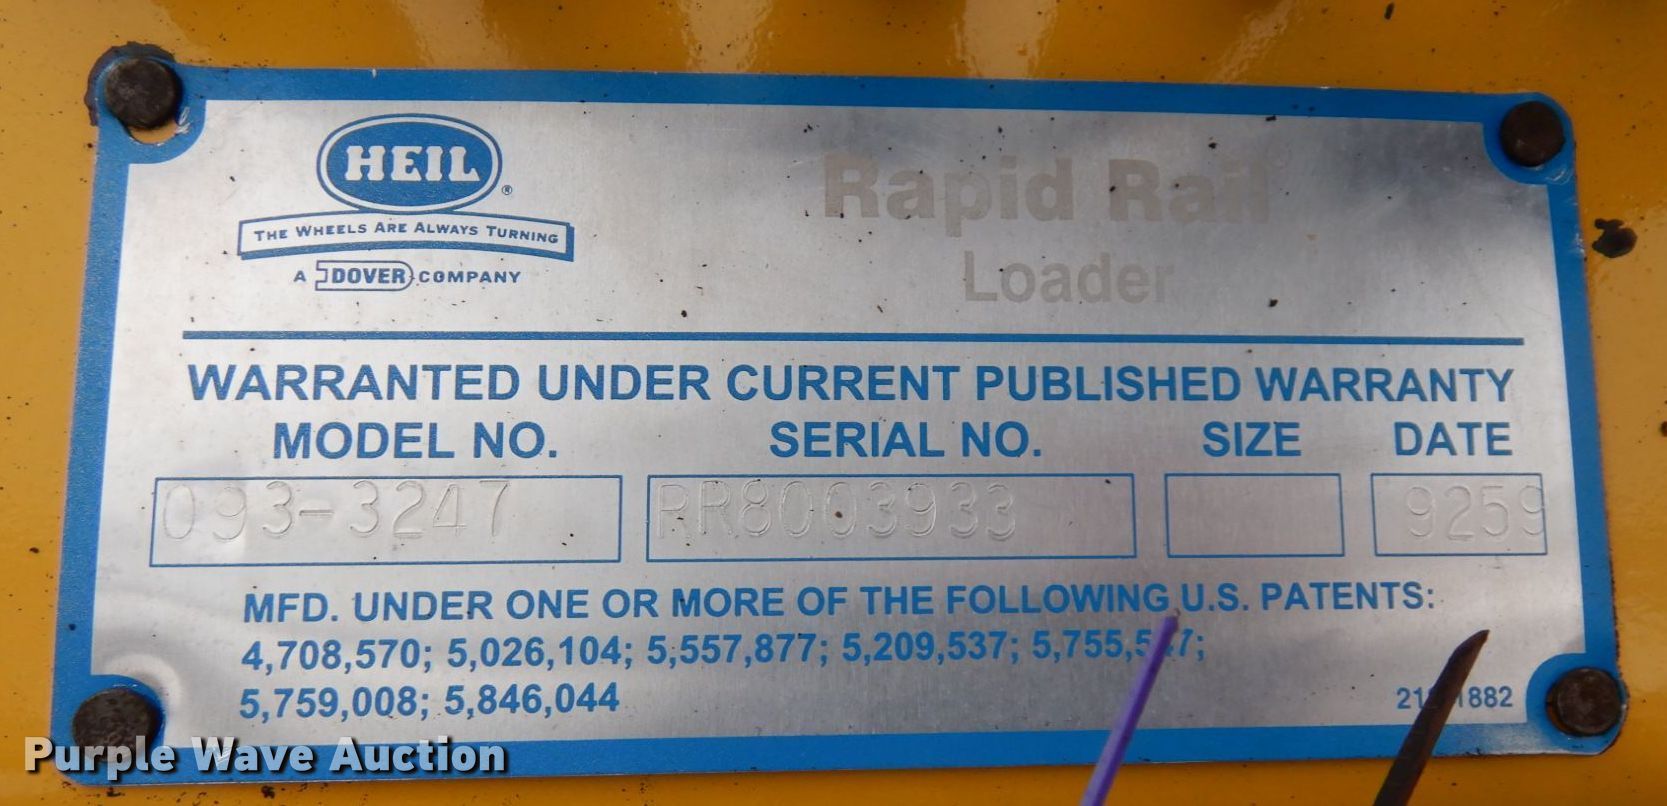 HEIL®
THE WHEELS ARE ALWAYS TURNING
A DOVER COMPANY
Rapid Rail®
Loader
WARRANTED UNDER CURRENT PUBLISHED WARRANTY
MODEL NO. SERIAL NO. SIZE DATE
093-3247 RR8003933 9259
MFD. UNDER ONE OR MORE OF THE FOLLOWING U.S. PATENTS:
4,708,570; 5,026,104; 5,557,877; 5,209,537;
5,759,008; 5,846,044
Purple Wave Auction